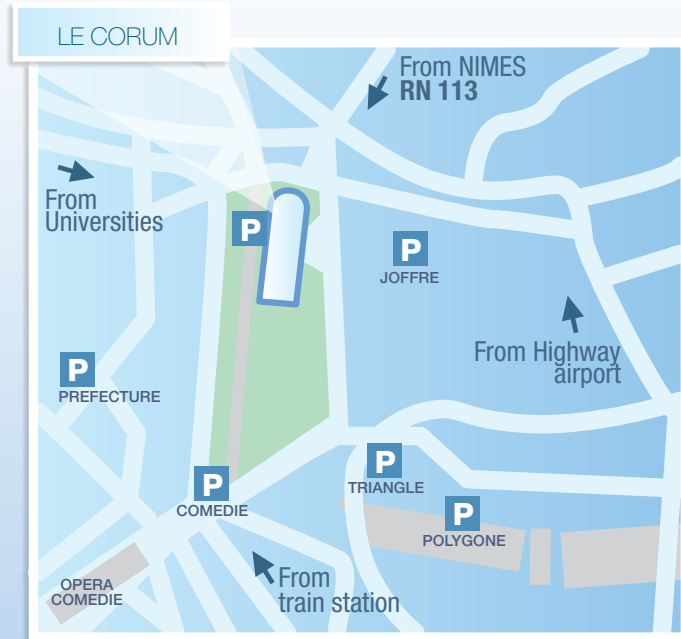 LE CORUM
From NIMES
RN 113
From
Universities
P
P
JOFFRE
From Highway
airport
P
PREFECTURE
P
COMEDIE
P
TRIANGLE
P
POLYGONE
OPERA
COMEDIE
From
train station